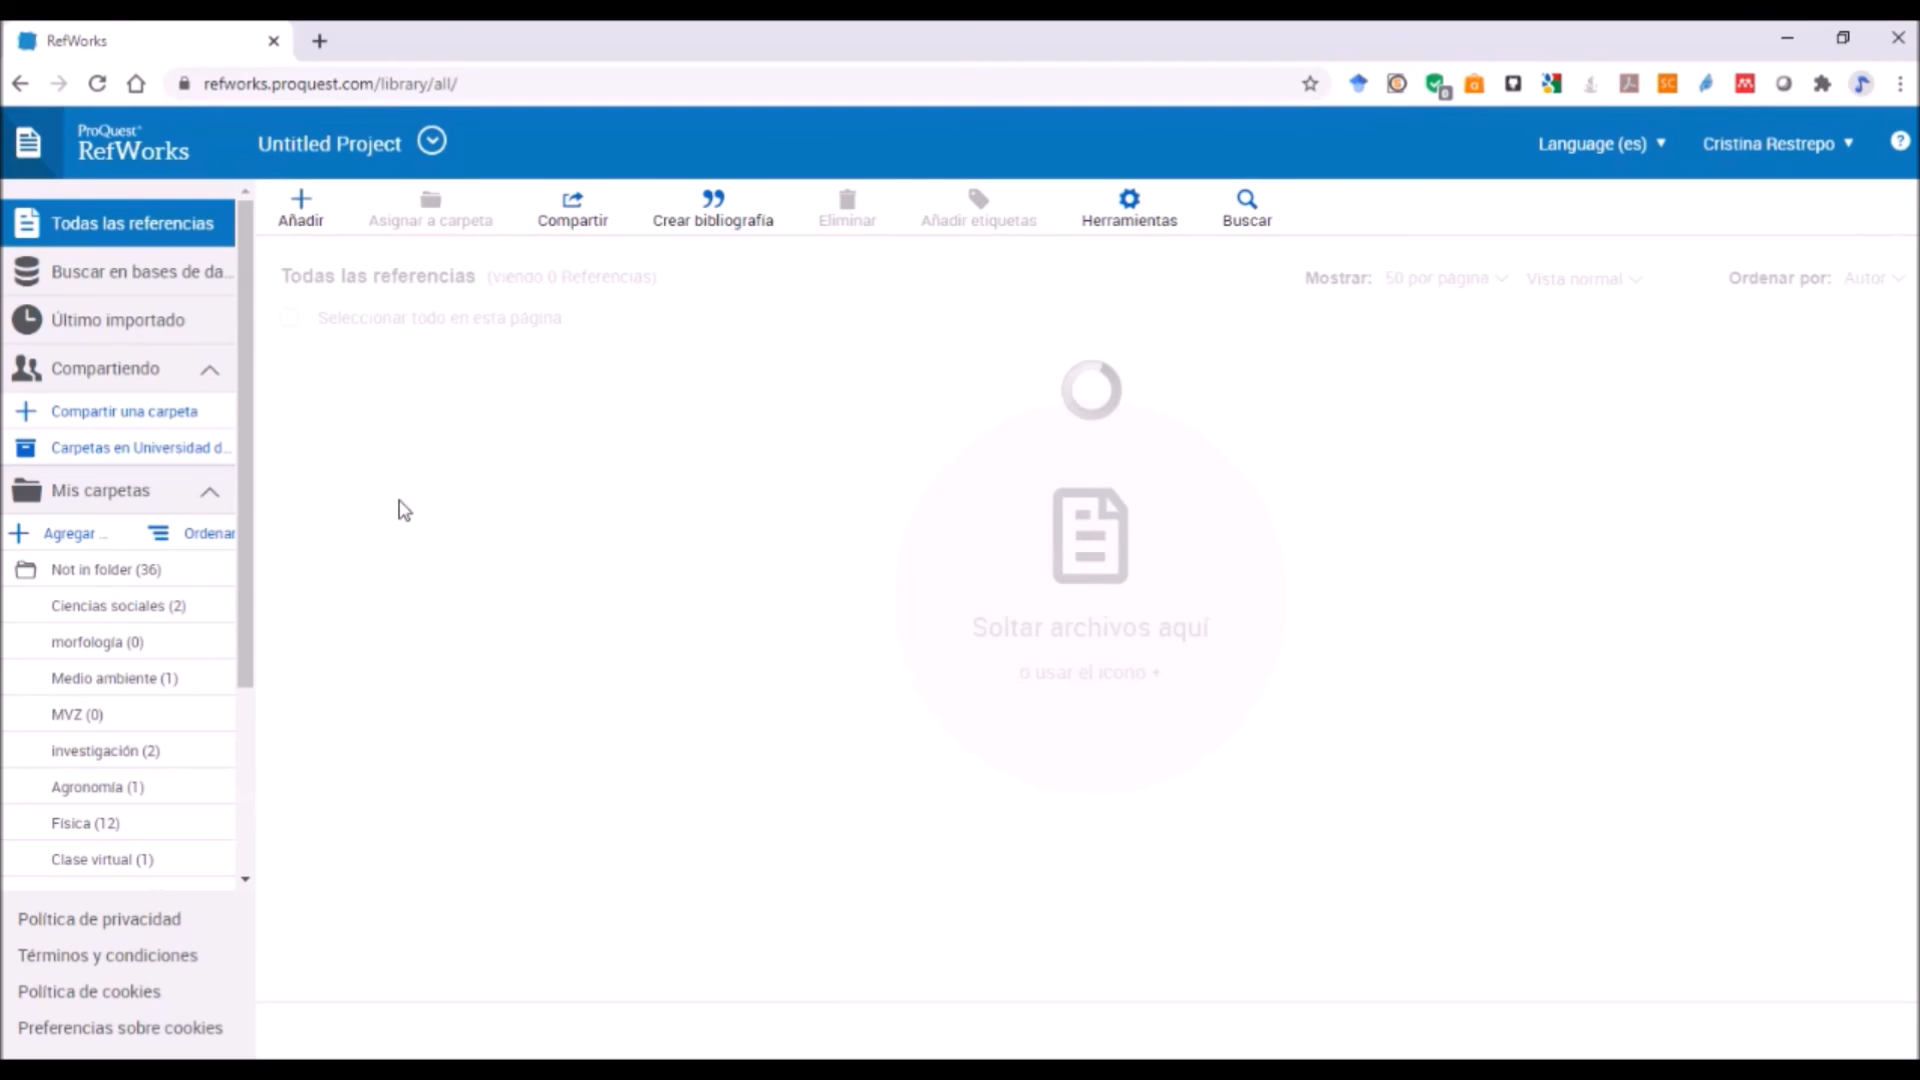 RefWorks
refworks.proquest.com/library/all/
ProQuest
RefWorks
Untitled Project
Language (es)
Cristina Restrepo
Añadir
Asignar a carpeta
Compartir
Crear bibliografía
Eliminar
Añadir etiquetas
Herramientas
Buscar
Todas las referencias
Buscar en bases de da...
Último importado
Compartiendo
Compartir una carpeta
Carpetas en Universidad d...
Mis carpetas
Agregar ...
Ordenar
Not in folder (36)
Ciencias sociales (2)
morfología (0)
Medio ambiente (1)
MVZ (0)
investigación (2)
Agronomía (1)
Física (12)
Clase virtual (1)
Política de privacidad
Términos y condiciones
Política de cookies
Preferencias sobre cookies
Todas las referencias (viendo 0 Referencias)
Mostrar: 50 por página Vista normal
Ordenar por: Autor
Seleccionar todo en esta página
Soltar archivos aquí
o usar el icono +